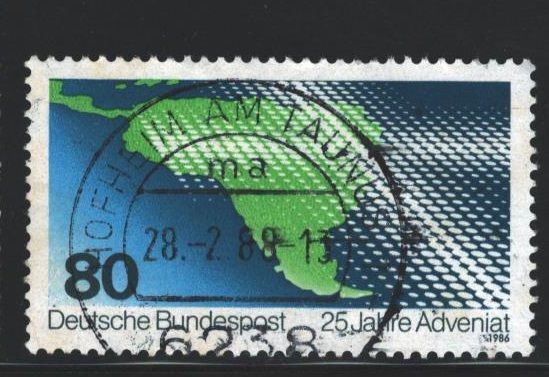 HOFHEIM AM TAUNUS
ma
28.-2.88-13
80
Deutsche Bundespost 25 Jahre Adveniat
1986
6238